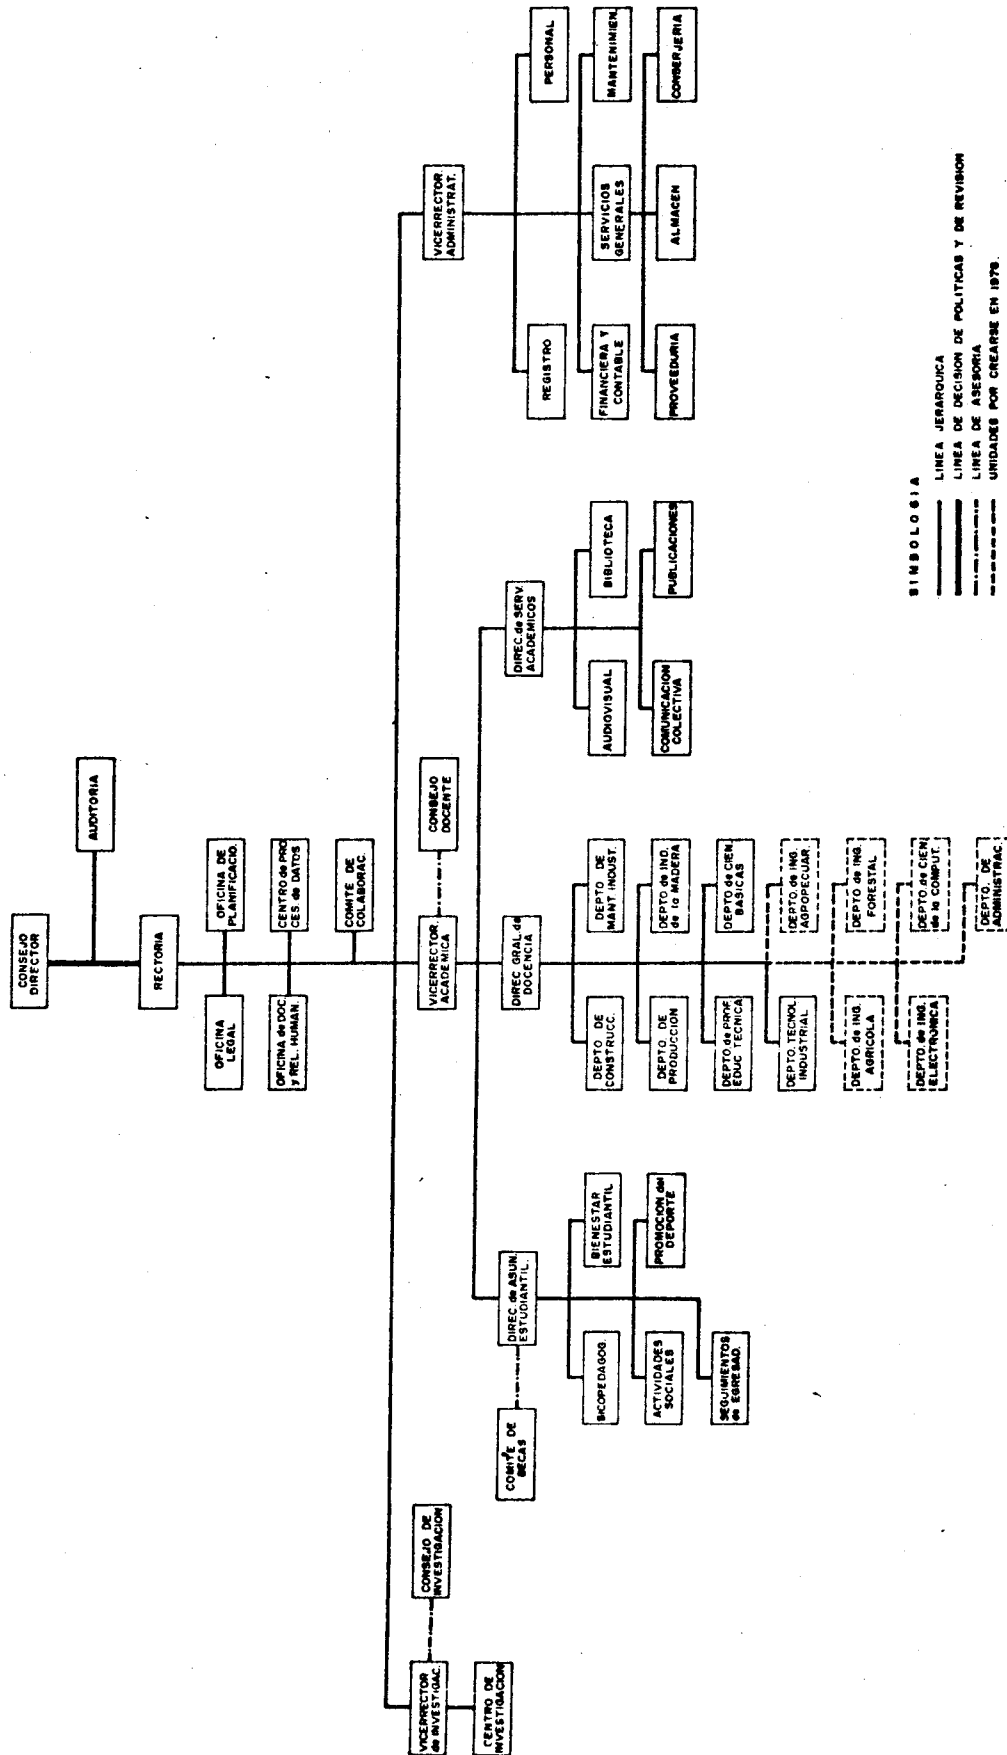 CONSEJO
DIRECTOR
AUDITORIA
RECTORIA
OFICINA
LEGAL
OFICINA DE
PLANIFICACIO.
OFICINA de DOC.
y REL. HUMAN.
CENTRO de PRO
CES. de DATOS
COMITE DE
COLABORAC.
VICERRECTOR
de INVESTIGAC.
CONSEJO DE
INVESTIGACION
CENTRO DE
INVESTIGACION
VICERRECTOR.
ACADEMICA
CONSEJO
DOCENTE
VICERRECTOR.
ADMINISTRAT.
COMITE DE
BECAS
DIREC. de ASUN.
ESTUDIANTIL.
SICOPEDAGOG.
BIENESTAR
ESTUDIANTIL
ACTIVIDADES
SOCIALES
PROMOCION del
DEPORTE
SEGUIMIENTOS
de EGRESAD.
DIREC. GRAL. de
DOCENCIA
DEPTO DE
CONSTRUCC.
DEPTO DE
MANT INDUST.
DEPTO. DE
PRODUCCION
DEPTO de IND.
de la MADERA
DEPTO de PROF.
EDUC TECNICA
DEPTO de CIEN.
BASICAS
DEPTO. TECNOL
INDUSTRIAL
DEPTO. de ING.
AGROPECUAR.
DEPTO. de ING.
AGRICOLA
DEPTO de ING.
FORESTAL
DEPTO. de ING.
ELECTRONICA
DEPTO. de CIEN.
de la COMPUT.
DEPTO. DE
ADMINISTRAC.
DIREC. de SERV.
ACADEMICOS
AUDIOVISUAL
BIBLIOTECA
COMUNICACION
COLECTIVA
PUBLICACIONES
REGISTRO
PERSONAL
FINANCIERA Y
CONTABLE
SERVICIOS
GENERALES
MANTENIMIEN.
PROVEEDURIA
ALMACEN
CONSERJERIA
SIMBOLOGIA
LINEA JERARQUICA
LINEA DE DECISION DE POLITICAS Y DE REVISION
LINEA DE ASESORIA
UNIDADES POR CREARSE EN 1976.